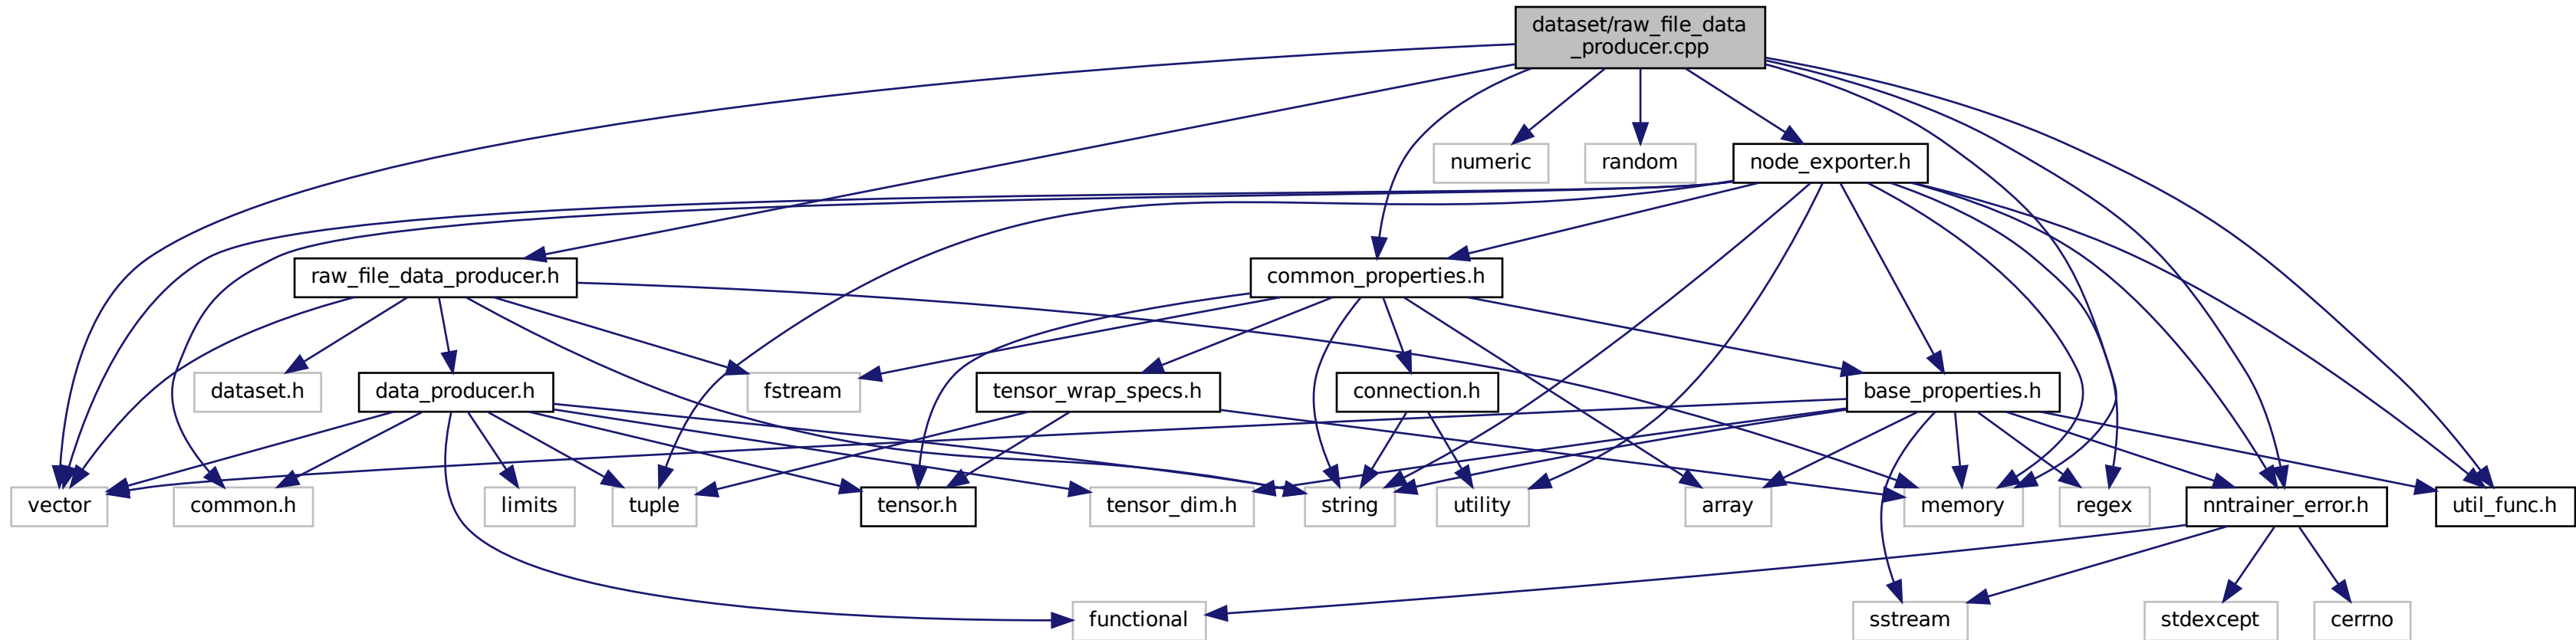 dataset/raw_file_data
_producer.cpp
numeric
random
node_exporter.h
raw_file_data_producer.h
common_properties.h
dataset.h
data_producer.h
fstream
tensor_wrap_specs.h
connection.h
base_properties.h
vector
common.h
limits
tuple
tensor.h
tensor_dim.h
string
utility
array
memory
regex
nntrainer_error.h
util_func.h
functional
sstream
stdexcept
cerrno